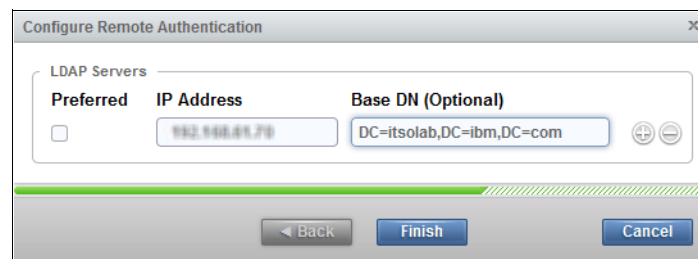 Configure Remote Authentication
x
LDAP Servers
Preferred IP Address Base DN (Optional)
DC=itsolab,DC=ibm,DC=com
◄ Back Finish Cancel